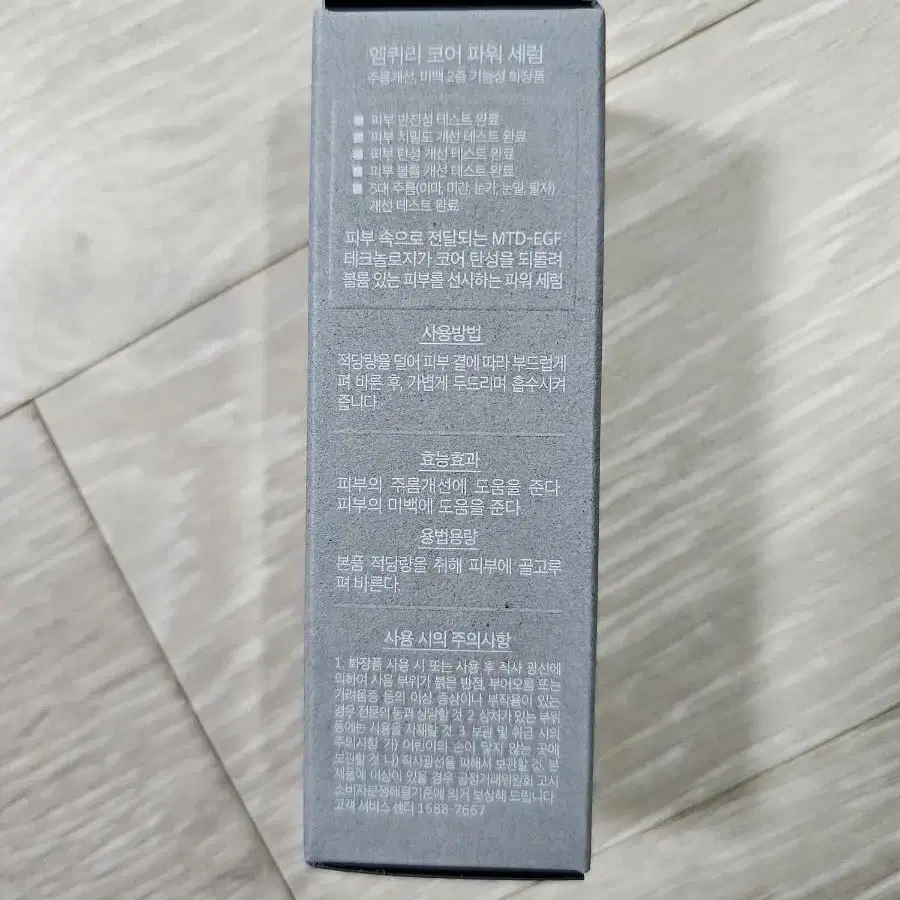 엠퀴리 코어 파워 세럼
주름개선, 미백 2중 기능성 화장품
■ 피부 안전성 테스트 완료
■ 피부 치밀도 개선 테스트 완료
■ 피부 탄성 개선 테스트 완료
■ 피부 볼륨 개선 테스트 완료
■ 5대 주름(이마, 미간, 눈가, 눈밑, 팔자)
개선 테스트 완료
피부 속으로 전달되는 MTD-EGF
테크놀로지가 코어 탄성을 되돌려
볼륨 있는 피부를 선사하는 파워 세럼
사용방법
적당량을 덜어 피부 결에 따라 부드럽게
펴 바른 후, 가볍게 두드리며 흡수시켜
줍니다.
효능효과
피부의 주름개선에 도움을 준다.
피부의 미백에 도움을 준다.
용법용량
본품 적당량을 취해 피부에 골고루
펴 바른다.
사용 시의 주의사항
1. 화장품 사용 시 또는 사용 후 직사 광선에
의하여 사용 부위가 붉은 반점, 부어오름 또는
가려움증 등의 이상 증상이나 부작용이 있는
경우 전문의 등과 상담할 것 2 상처가 있는 부위
등에는 사용을 자제할 것. 3. 보관 및 취급 시의
주의사항 가) 어린이의 손이 닿지 않는 곳에
보관할 것 나) 직사광선을 피해서 보관할 것. 본
제품에 이상이 있을 경우 공정거래위원회 고시
소비자분쟁해결기준에 의거 보상해 드립니다.
고객 서비스 센터 1588-7667